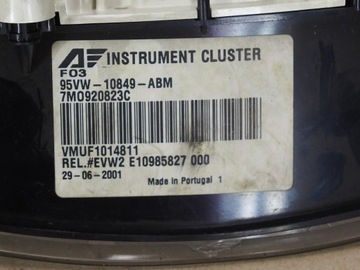 AE INSTRUMENT CLUSTER
F03
95VW-10849-ABM
7M0920823C
VMUF1014811
REL.#EVW2 E10985827 000
29-06-2001 Made in Portugal 1